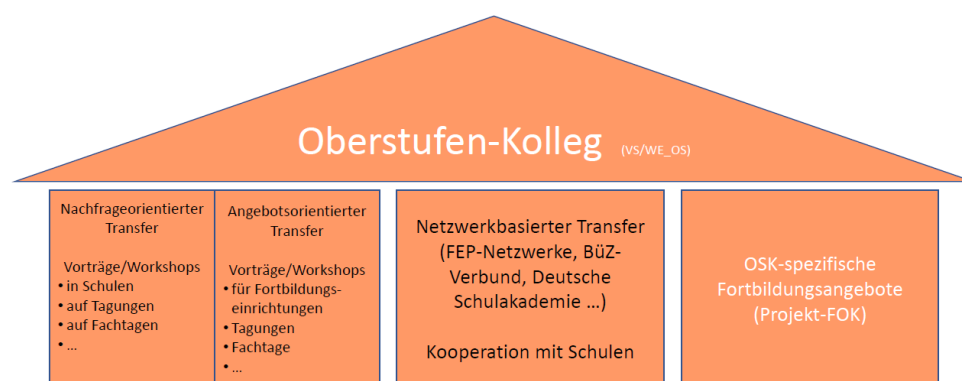 Oberstufen-Kolleg (VS/WE_OS)
Nachfrageorientierter
Transfer
Vorträge/Workshops
• in Schulen
• auf Tagungen
• auf Fachtagen
• ...
Angebotsorientierter
Transfer
Vorträge/Workshops
• für Fortbildungs-
einrichtungen
• Tagungen
• Fachtage
• ...
Netzwerkbasierter Transfer
(FEP-Netzwerke, BüZ-
Verbund, Deutsche
Schulakademie ...)
Kooperation mit Schulen
OSK-spezifische
Fortbildungsangebote
(Projekt-FOK)